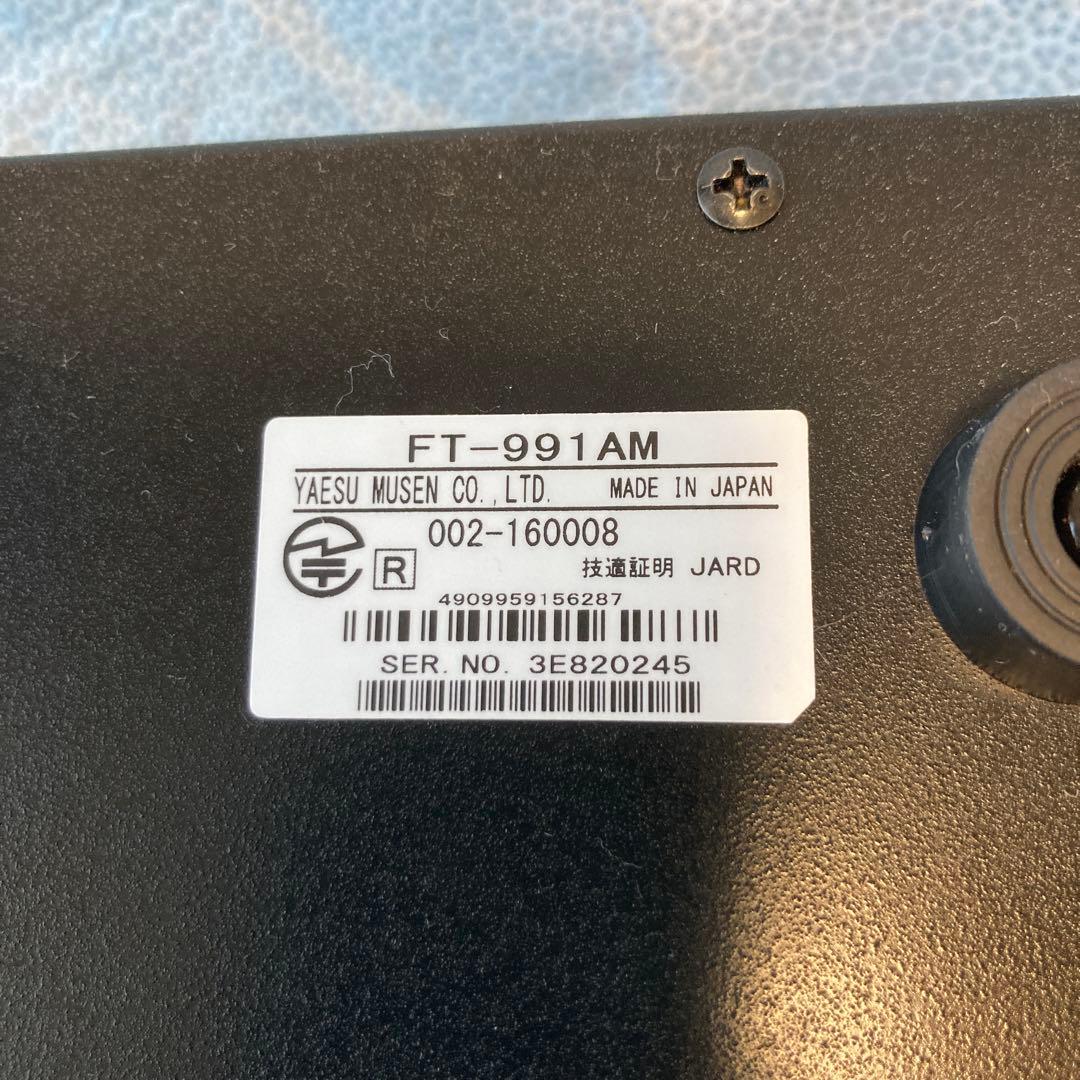 FT-991AM
YAESU MUSEN CO.,LTD. MADE IN JAPAN
002-160008
R 技適証明 JARD
4909959156287
SER. NO. 3E820245